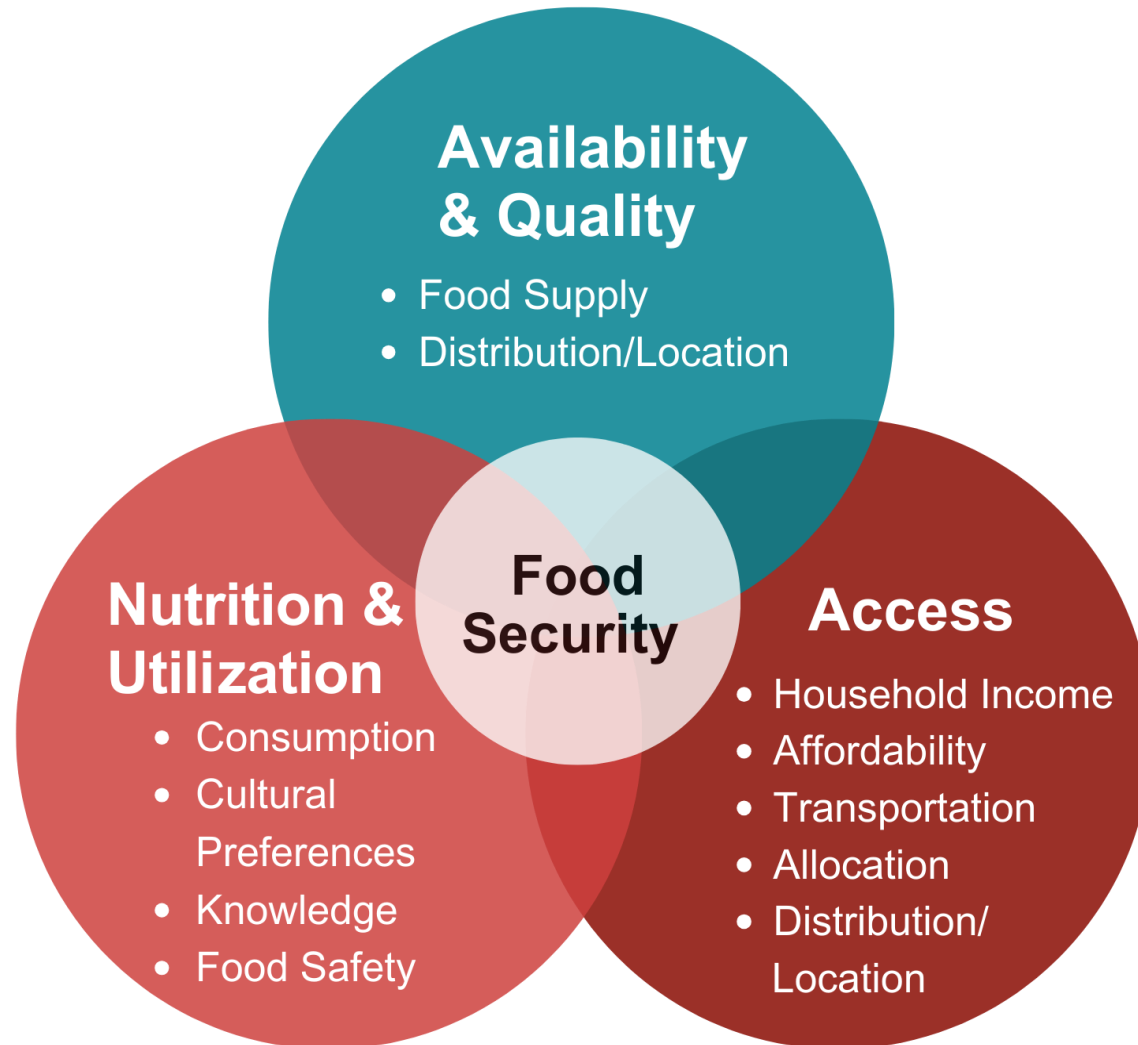 Availability
& Quality
• Food Supply
• Distribution/Location
Food
Security
Nutrition &
Utilization
• Consumption
• Cultural
Preferences
• Knowledge
• Food Safety
Access
• Household Income
• Affordability
• Transportation
• Allocation
• Distribution/
Location